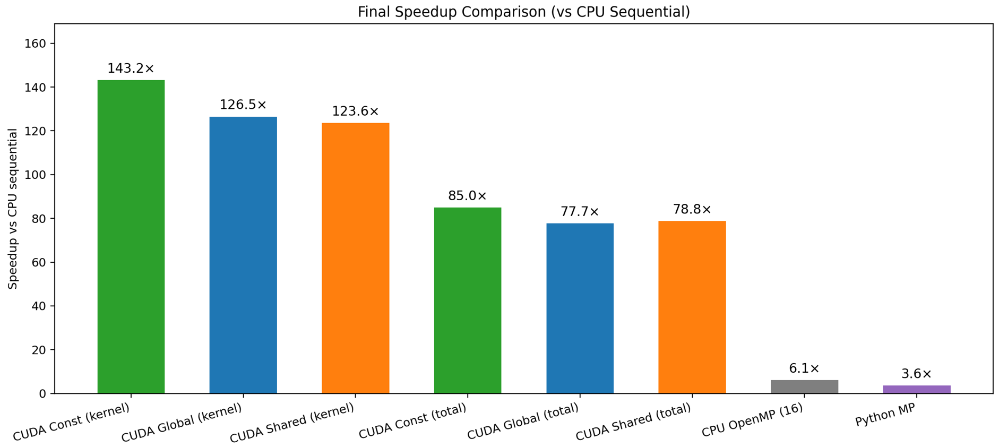 Final Speedup Comparison (vs CPU Sequential)
Speedup vs CPU sequential
160
140
120
100
80
60
40
20
0
143.2×
126.5×
123.6×
85.0×
77.7×
78.8×
6.1×
3.6×
CUDA Const (kernel)
CUDA Global (kernel)
CUDA Shared (kernel)
CUDA Const (total)
CUDA Global (total)
CUDA Shared (total)
CPU OpenMP (16)
Python MP